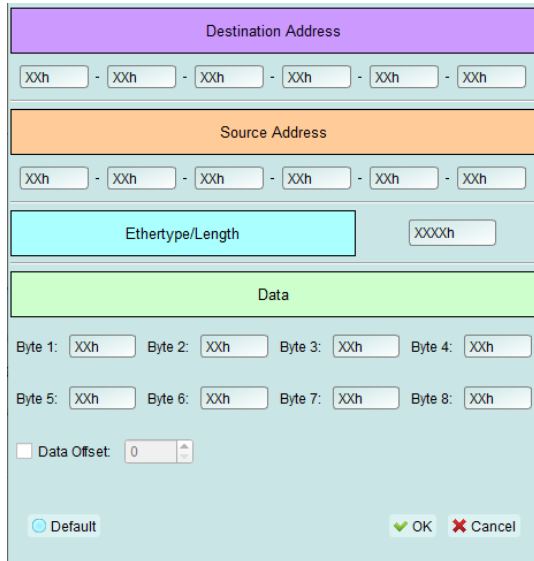 Destination Address
XXh - XXh - XXh - XXh - XXh - XXh
Source Address
XXh - XXh - XXh - XXh - XXh - XXh
Ethertype/Length XXXXh
Data
Byte 1: XXh Byte 2: XXh Byte 3: XXh Byte 4: XXh
Byte 5: XXh Byte 6: XXh Byte 7: XXh Byte 8: XXh
Data Offset: 0
Default OK Cancel